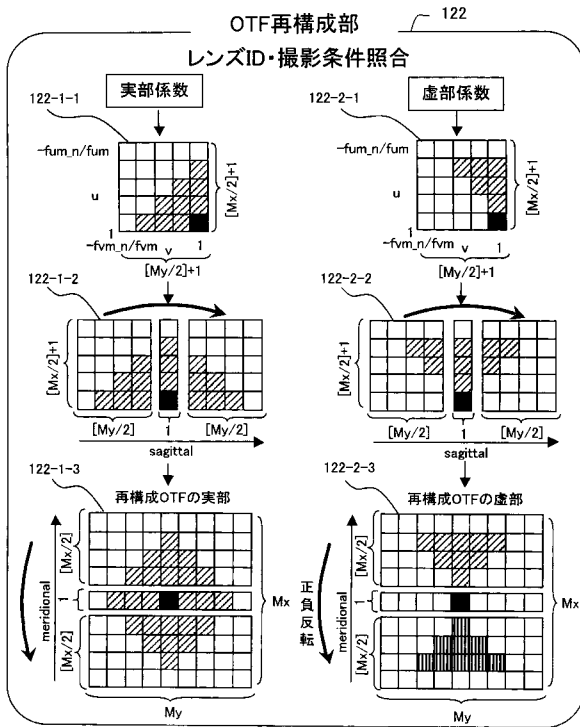 OTF再構成部
122
レンズID・撮影条件照合
実部係数
122-1-1
-fum_n/fum
u
1
[Mx/2]+1
-fvm_n/fvm
v
1
[My/2]+1
122-1-2
[Mx/2]+1
[My/2]
1
[My/2]
sagittal
122-1-3
再構成OTFの実部
[Mx/2]
1
[Mx/2]
meridional
Mx
My
虚部係数
122-2-1
-fum_n/fum
u
1
[Mx/2]+1
-fvm_n/fvm
v
1
[My/2]+1
122-2-2
[Mx/2]+1
[My/2]
1
[My/2]
sagittal
122-2-3
再構成OTFの虚部
正負反転
[Mx/2]
1
[Mx/2]
meridional
Mx
My